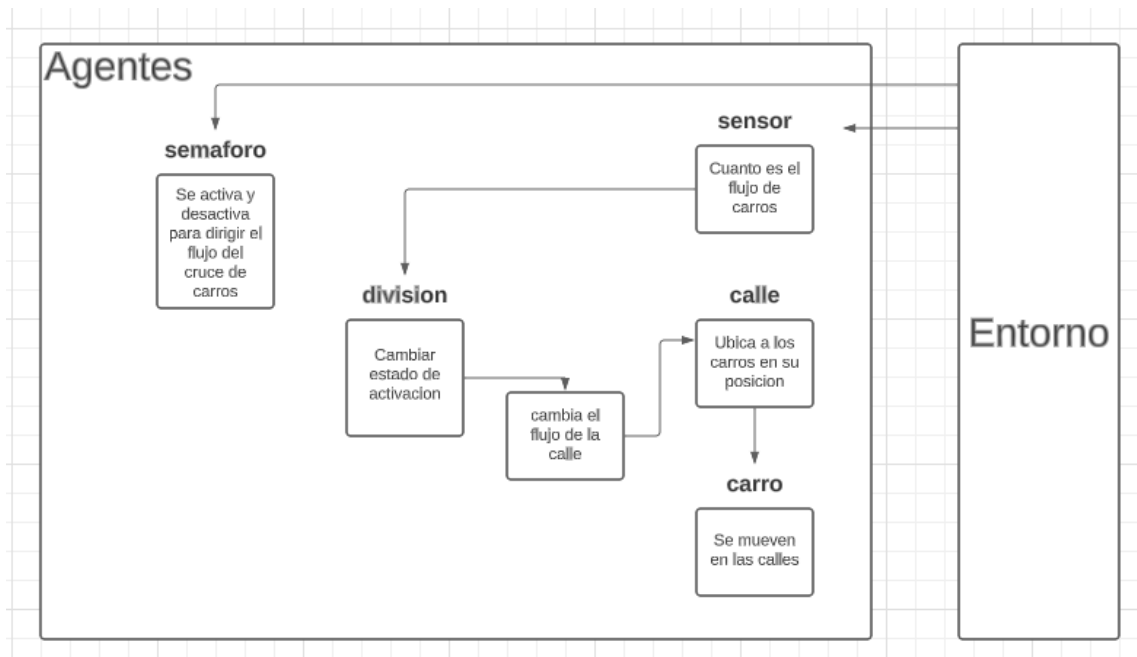 Agentes
semaforo
Se activa y
desactiva
para dirigir el
flujo del
cruce de
carros
sensor
Cuanto es el
flujo de
carros
division
Cambiar
estado de
activacion
cambia el
flujo de la
calle
calle
Ubica a los
carros en su
posicion
carro
Se mueven
en las calles
Entorno